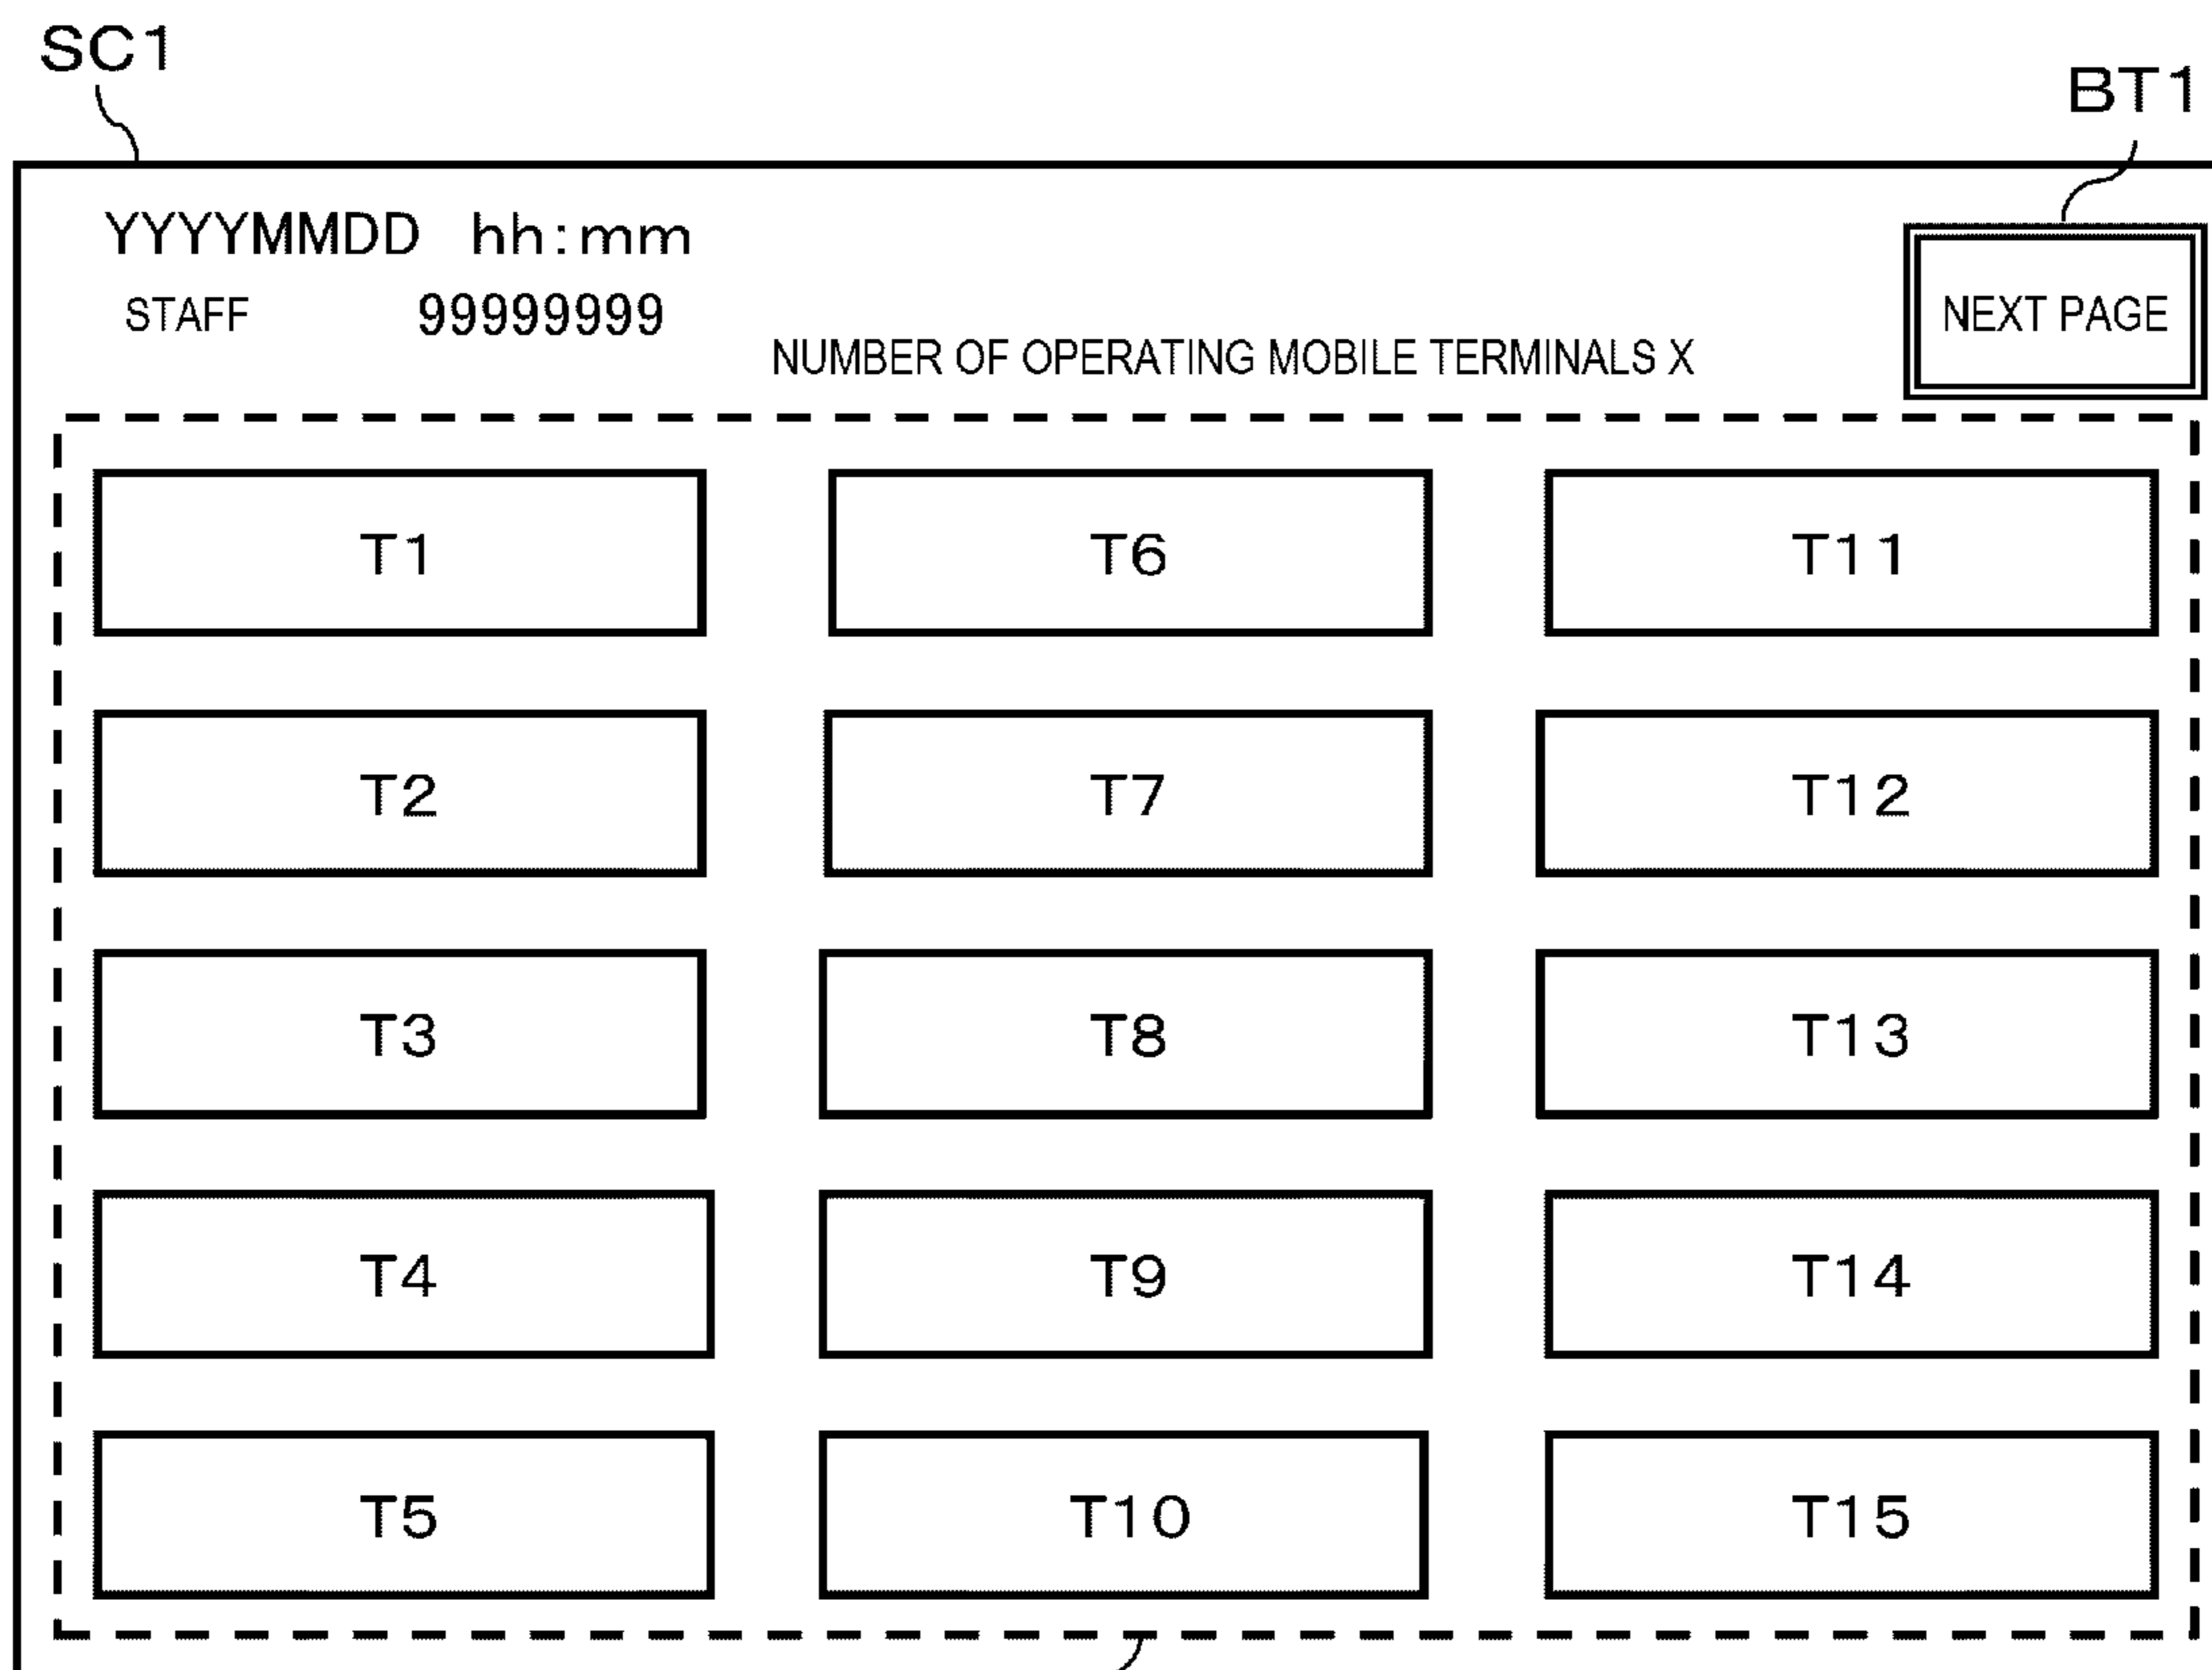 SC1
BT1
YYYYMMDD hh:mm
STAFF 99999999
NEXT PAGE
NUMBER OF OPERATING MOBILE TERMINALS X
T1 T6 T11
T2 T7 T12
T3 T8 T13
T4 T9 T14
T5 T10 T15